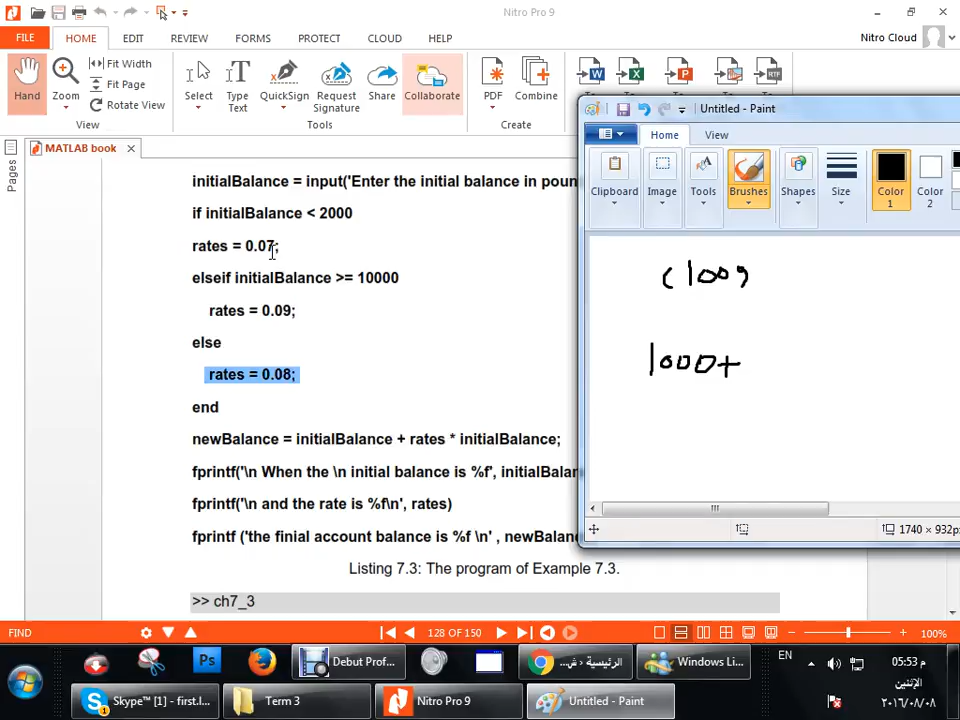 Nitro Pro 9
FILE HOME EDIT REVIEW FORMS PROTECT CLOUD HELP Nitro Cloud
Hand Zoom Fit Width Fit Page Rotate View Select Type Text QuickSign Request Signature Share Collaborate PDF Combine
View Tools Create
Pages
MATLAB book
initialBalance = input('Enter the initial balance in poun
if initialBalance < 2000
rates = 0.07;
elseif initialBalance >= 10000
rates = 0.09;
else
rates = 0.08;
end
newBalance = initialBalance + rates * initialBalance;
fprintf('\n When the \n initial balance is %f', initialBalan
fprintf('\n and the rate is %f\n', rates)
fprintf ('the finial account balance is %f \n' , newBalan
Listing 7.3: The program of Example 7.3.
>> ch7_3
Untitled - Paint
Home View
Clipboard Image Tools Brushes Shapes Size Color 1 Color 2
1000+
1740 × 932p
FIND 128 OF 150 100%
Ps Debut Prof... الرئيسية - ش... Windows Li... EN 05:53 م
الإثنين
Skype™ [1] - first.l... Term 3 Nitro Pro 9 Untitled - Paint ٢٠١٦/٠٨/٠٨